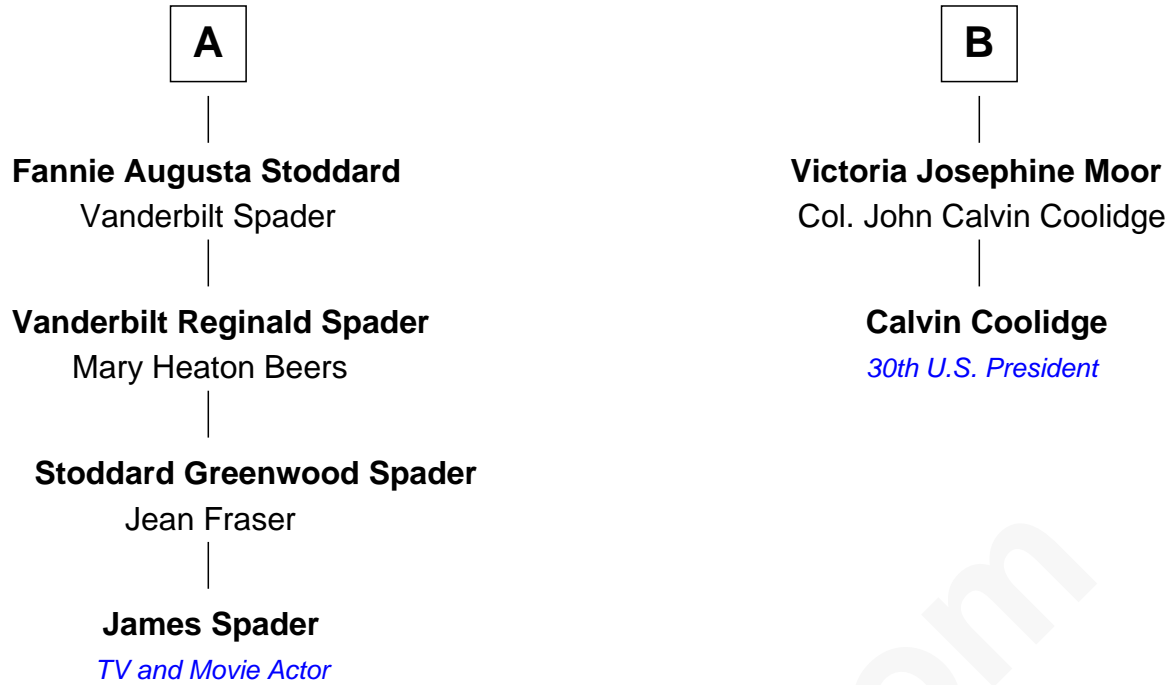 A
Fannie Augusta Stoddard
Vanderbilt Spader
Vanderbilt Reginald Spader
Mary Heaton Beers
Stoddard Greenwood Spader
Jean Fraser
James Spader
TV and Movie Actor
B
Victoria Josephine Moor
Col. John Calvin Coolidge
Calvin Coolidge
30th U.S. President
om